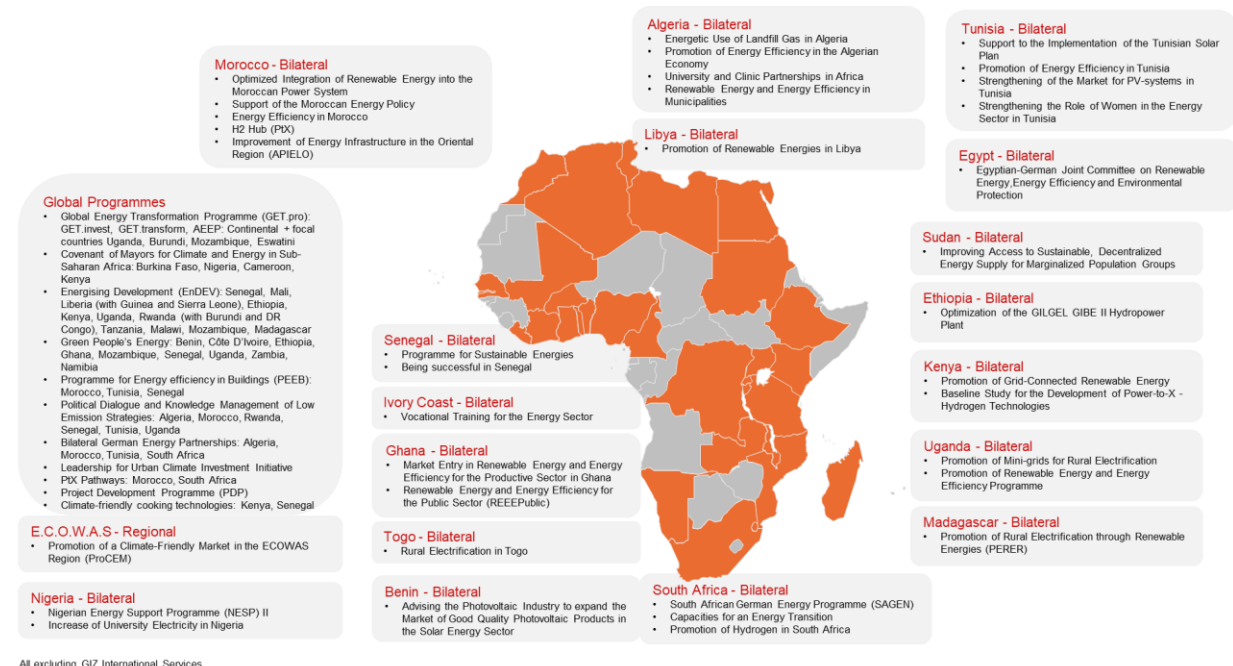 Morocco - Bilateral
• Optimized Integration of Renewable Energy into the
Moroccan Power System
• Support of the Moroccan Energy Policy
• Energy Efficiency in Morocco
• H2 Hub (PtX)
• Improvement of Energy Infrastructure in the Oriental
Region (APIELO)
Algeria - Bilateral
• Energetic Use of Landfill Gas in Algeria
• Promotion of Energy Efficiency in the Algerian
Economy
• University and Clinic Partnerships in Africa
• Renewable Energy and Energy Efficiency in
Municipalities
Tunisia - Bilateral
• Support to the Implementation of the Tunisian Solar
Plan
• Promotion of Energy Efficiency in Tunisia
• Strengthening of the Market for PV-systems in
Tunisia
• Strengthening the Role of Women in the Energy
Sector in Tunisia
Libya - Bilateral
• Promotion of Renewable Energies in Libya
Egypt - Bilateral
• Egyptian-German Joint Committee on Renewable
Energy,Energy Efficiency and Environmental
Protection
Global Programmes
• Global Energy Transformation Programme (GET.pro):
GET.invest, GET.transform, AEEP: Continental + focal
countries Uganda, Burundi, Mozambique, Eswatini
• Covenant of Mayors for Climate and Energy in Sub-
Saharan Africa: Burkina Faso, Nigeria, Cameroon,
Kenya
• Energising Development (EnDEV): Senegal, Mali,
Liberia (with Guinea and Sierra Leone), Ethiopia,
Kenya, Uganda, Rwanda (with Burundi and DR
Congo), Tanzania, Malawi, Mozambique, Madagascar
• Green People's Energy: Benin, Côte D'Ivoire, Ethiopia,
Ghana, Mozambique, Senegal, Uganda, Zambia,
Namibia
• Programme for Energy efficiency in Buildings (PEEB):
Morocco, Tunisia, Senegal
• Political Dialogue and Knowledge Management of Low
Emission Strategies: Algeria, Morocco, Rwanda,
Senegal, Tunisia, Uganda
• Bilateral German Energy Partnerships: Algeria,
Morocco, Tunisia, South Africa
• Leadership for Urban Climate Investment Initiative
• PtX Pathways: Morocco, South Africa
• Project Development Programme (PDP)
• Climate-friendly cooking technologies: Kenya, Senegal
Sudan - Bilateral
• Improving Access to Sustainable, Decentralized
Energy Supply for Marginalized Population Groups
Ethiopia - Bilateral
• Optimization of the GILGEL GIBE II Hydropower
Plant
Senegal - Bilateral
• Programme for Sustainable Energies
• Being successful in Senegal
Kenya - Bilateral
• Promotion of Grid-Connected Renewable Energy
• Baseline Study for the Development of Power-to-X -
Hydrogen Technologies
Ivory Coast - Bilateral
• Vocational Training for the Energy Sector
Ghana - Bilateral
• Market Entry in Renewable Energy and Energy
Efficiency for the Productive Sector in Ghana
• Renewable Energy and Energy Efficiency for
the Public Sector (REEEPublic)
Uganda - Bilateral
• Promotion of Mini-grids for Rural Electrification
• Promotion of Renewable Energy and Energy
Efficiency Programme
E.C.O.W.A.S - Regional
• Promotion of a Climate-Friendly Market in the ECOWAS
Region (ProCEM)
Togo - Bilateral
• Rural Electrification in Togo
Madagascar - Bilateral
• Promotion of Rural Electrification through Renewable
Energies (PERER)
Nigeria - Bilateral
• Nigerian Energy Support Programme (NESP) II
• Increase of University Electricity in Nigeria
Benin - Bilateral
• Advising the Photovoltaic Industry to expand the
Market of Good Quality Photovoltaic Products in
the Solar Energy Sector
South Africa - Bilateral
• South African German Energy Programme (SAGEN)
• Capacities for an Energy Transition
• Promotion of Hydrogen in South Africa
All excluding GIZ International Services